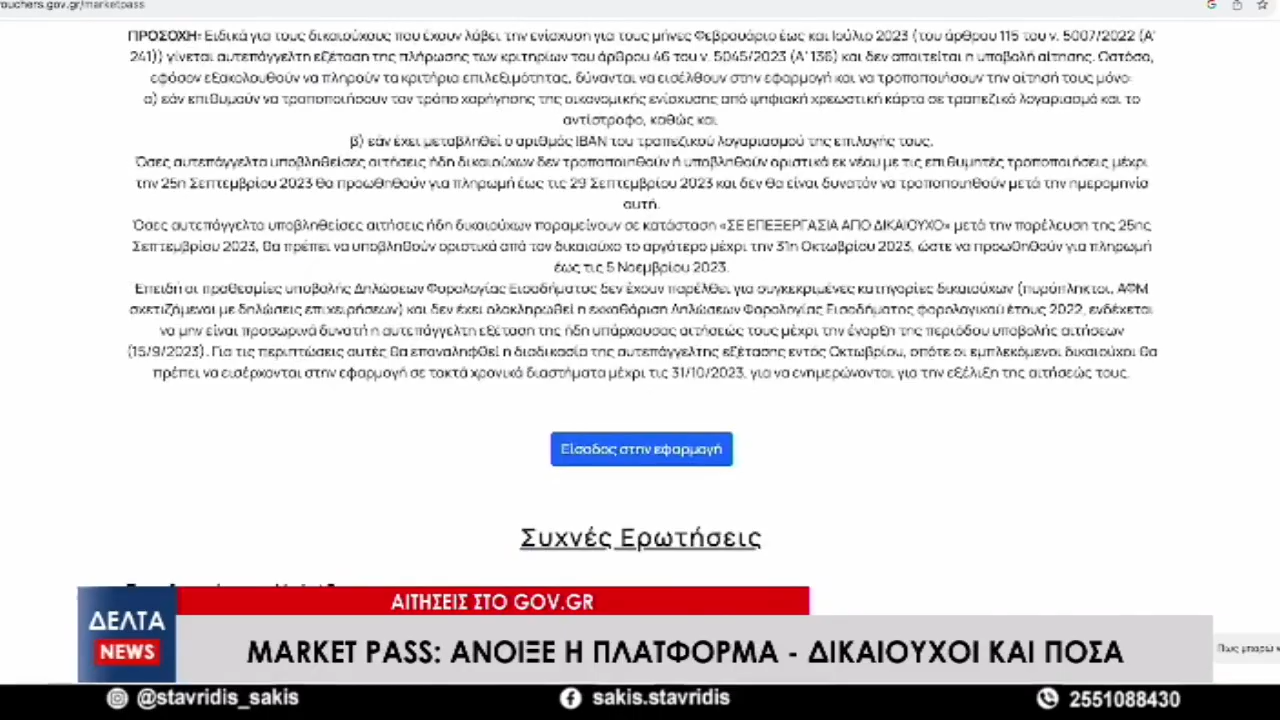 ouchers.gov.gr/marketpass
ΠΡΟΣΟΧΗ: Ειδικά για τους δικαιούχους που έχουν λάβει την ενίσχυση για τους μήνες Φεβρουάριο έως και Ιούλιο 2023 (του άρθρου 115 του ν. 5007/2022 (Α'
241)) γίνεται αυτεπάγγελτη εξέταση της πλήρωσης των κριτηρίων του άρθρου 46 του ν. 5045/2023 (Α' 136) και δεν απαιτείται η υποβολή αίτησης. Ωστόσο,
εφόσον εξακολουθούν να πληρούν τα κριτήρια επιλεξιμότητας, δύνανται να εισέλθουν στην εφαρμογή και να τροποποιήσουν την αίτησή τους μόνο:
α) εάν επιθυμούν να τροποποιήσουν τον τρόπο χορήγησης της οικονομικής ενίσχυσης από ψηφιακή χρεωστική κάρτα σε τραπεζικό λογαριασμό και το
αντίστροφο, καθώς και
β) εάν έχει μεταβληθεί ο αριθμός IBAN του τραπεζικού λογαριασμού της επιλογής τους.
Όσες αυτεπάγγελτα υποβληθείσες αιτήσεις ήδη δικαιούχων δεν τροποποιηθούν ή υποβληθούν οριστικά εκ νέου με τις επιθυμητές τροποποιήσεις μέχρι
την 25η Σεπτεμβρίου 2023 θα προωθηθούν για πληρωμή έως τις 29 Σεπτεμβρίου 2023 και δεν θα είναι δυνατόν να τροποποιηθούν μετά την ημερομηνία
αυτή.
Όσες αυτεπάγγελτα υποβληθείσες αιτήσεις ήδη δικαιούχων παραμείνουν σε κατάσταση «ΣΕ ΕΠΕΞΕΡΓΑΣΙΑ ΑΠΟ ΔΙΚΑΙΟΥΧΟ» μετά την παρέλευση της 25ης
Σεπτεμβρίου 2023, θα πρέπει να υποβληθούν οριστικά από τον δικαιούχο το αργότερο μέχρι την 31η Οκτωβρίου 2023, ώστε να προωθηθούν για πληρωμή
έως τις 5 Νοεμβρίου 2023.
Επειδή οι προθεσμίες υποβολής Δηλώσεων Φορολογίας Εισοδήματος δεν έχουν παρέλθει για συγκεκριμένες κατηγορίες δικαιούχων (πυρόπληκτοι, ΑΦΜ
σχετιζόμενοι με δηλώσεις επιχειρήσεων) και δεν έχει ολοκληρωθεί η εκκαθάριση Δηλώσεων Φορολογίας Εισοδήματος φορολογικού έτους 2022, ενδέχεται
να μην είναι προσωρινά δυνατή η αυτεπάγγελτη εξέταση της ήδη υπάρχουσας αιτήσεώς τους μέχρι την έναρξη της περιόδου υποβολής αιτήσεων
(15/9/2023). Για τις περιπτώσεις αυτές θα επαναληφθεί η διαδικασία της αυτεπάγγελτης εξέτασης εντός Οκτωβρίου, οπότε οι εμπλεκόμενοι δικαιούχοι θα
πρέπει να εισέρχονται στην εφαρμογή σε τακτά χρονικά διαστήματα μέχρι τις 31/10/2023, για να ενημερώνονται για την εξέλιξη της αιτήσεώς τους.
Είσοδος στην εφαρμογή
Συχνές Ερωτήσεις
ΑΙΤΗΣΕΙΣ ΣΤΟ GOV.GR
ΔΕΛΤΑ
NEWS
MARKET PASS: ΑΝΟΙΞΕ Η ΠΛΑΤΦΟΡΜΑ - ΔΙΚΑΙΟΥΧΟΙ ΚΑΙ ΠΟΣΑ
Πως μπορώ
@stavridis_sakis
sakis.stavridis
2551088430